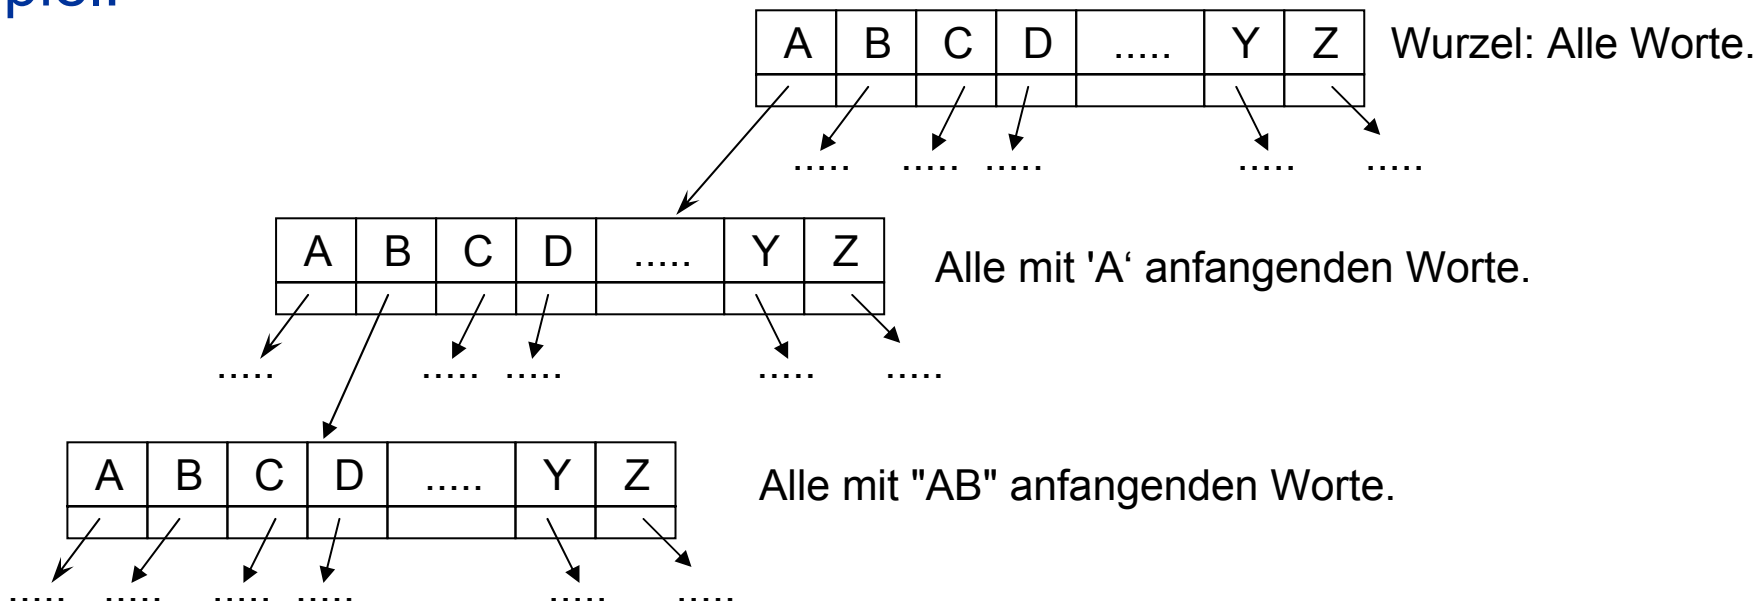 A B C D ..... Y Z Wurzel: Alle Worte.
..... ..... ..... ..... .....
A B C D ..... Y Z Alle mit 'A‘ anfangenden Worte.
..... ..... ..... ..... .....
A B C D ..... Y Z Alle mit "AB" anfangenden Worte.
..... ..... ..... ..... ..... .....